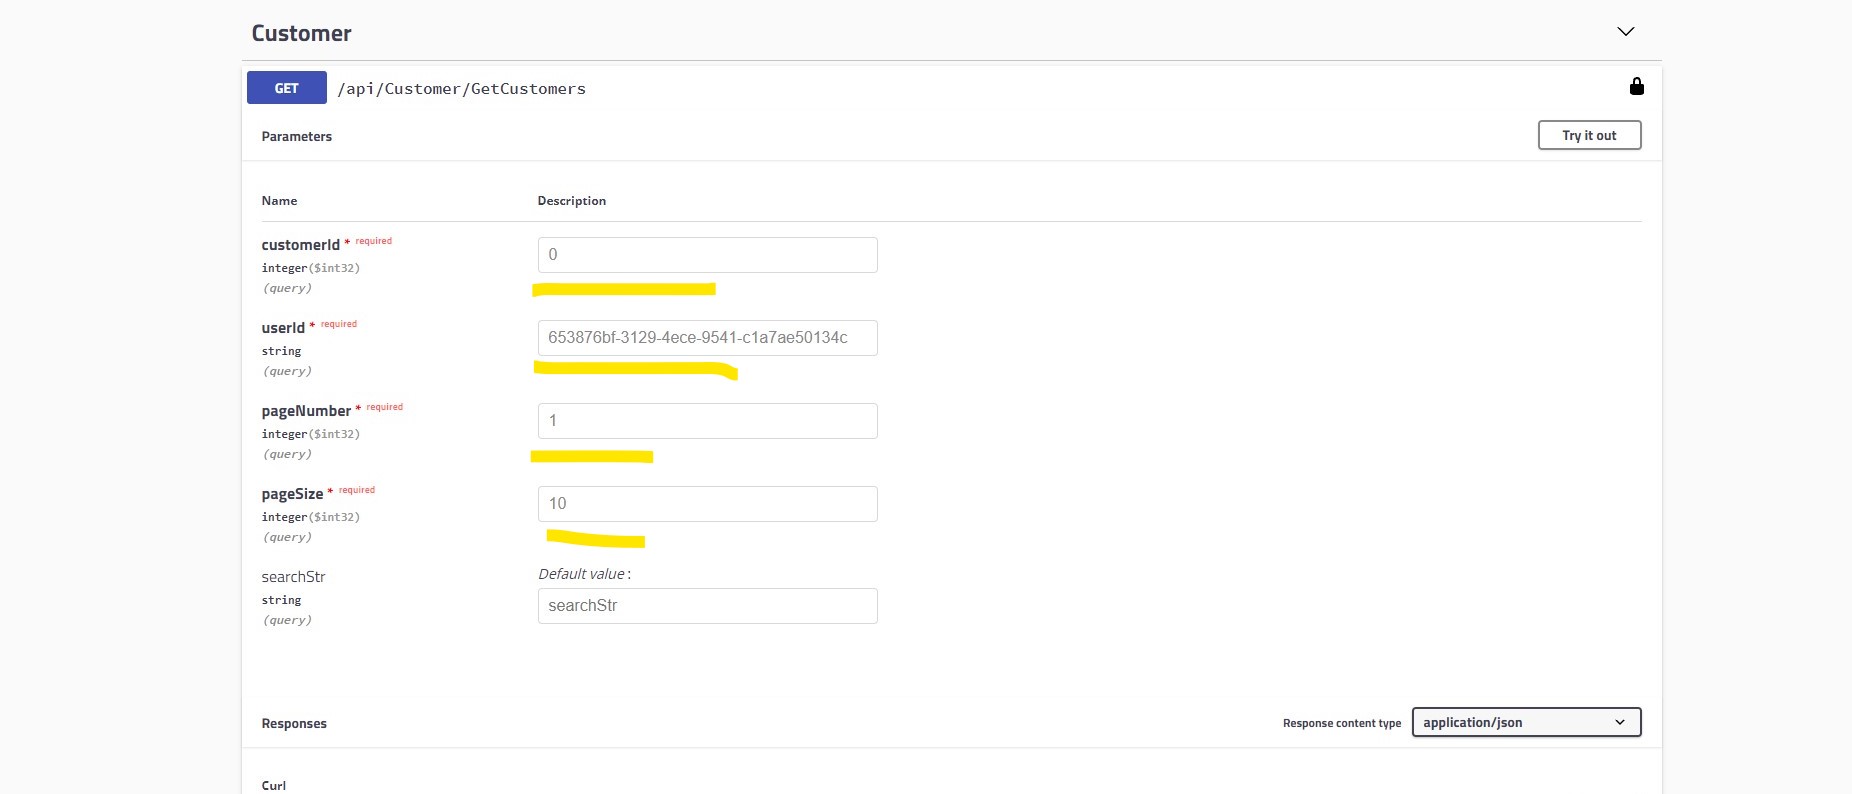 Customer
GET /api/Customer/GetCustomers
Parameters
Try it out
Name Description
customerId * required
integer($int32)
(query)
0
userId * required
string
(query)
653876bf-3129-4ece-9541-c1a7ae50134c
pageNumber * required
integer($int32)
(query)
1
pageSize * required
integer($int32)
(query)
10
searchStr
string
(query)
Default value :
searchStr
Responses
Response content type application/json
Curl